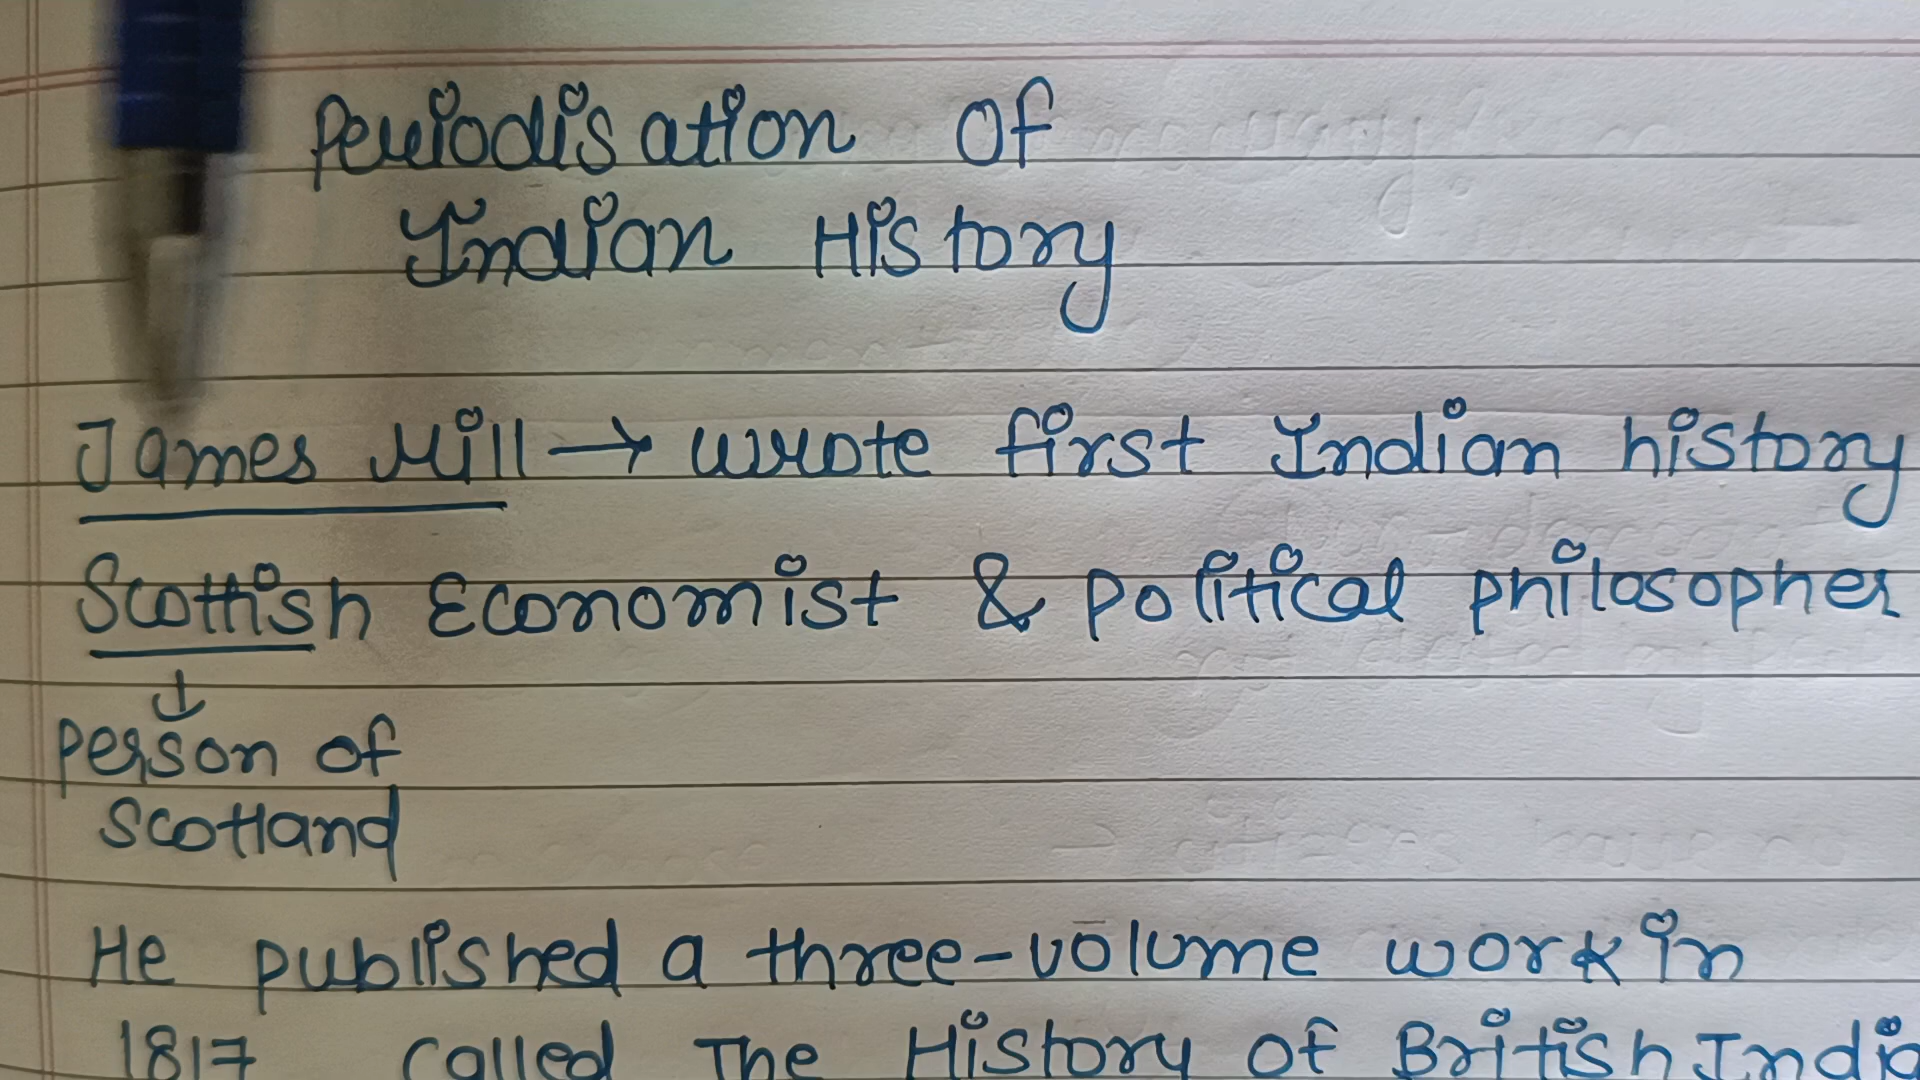 Periodisation Of
Indian History
James Mill → wrote first Indian history
Scottish Economist & Political philosopher
↓
person of
Scotland
He published a three-volume work in
1817 called The History of British India